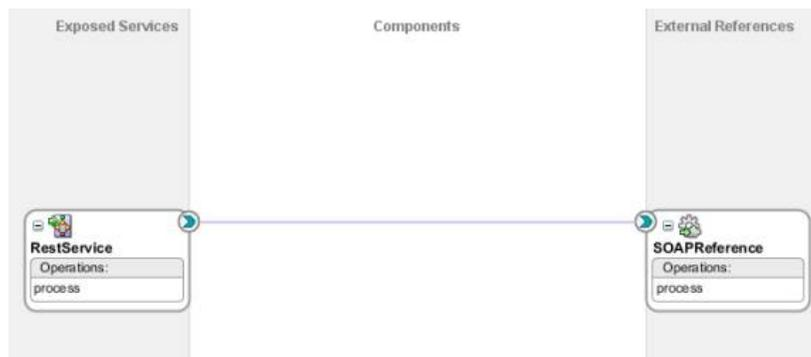 Exposed Services
Components
External References
RestService
Operations:
process
SOAPReference
Operations:
process